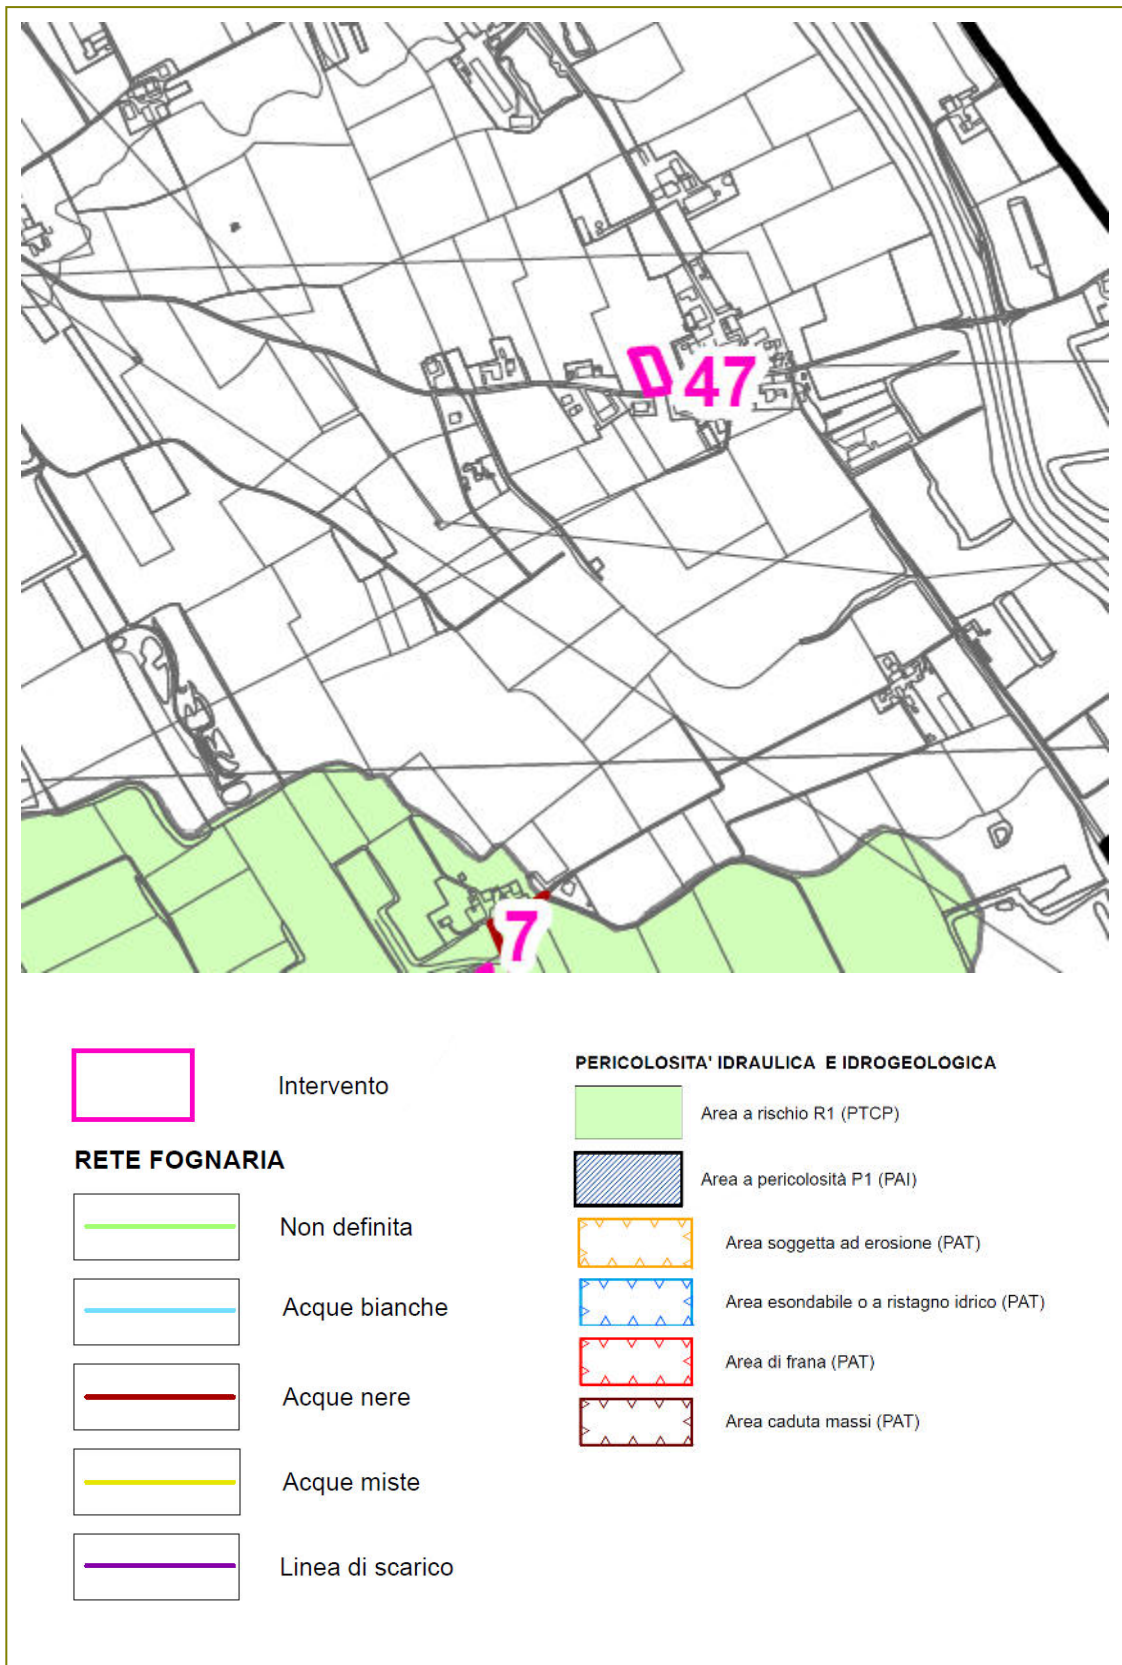 47
7
Intervento
RETE FOGNARIA
Non definita
Acque bianche
Acque nere
Acque miste
Linea di scarico
PERICOLOSITA' IDRAULICA E IDROGEOLOGICA
Area a rischio R1 (PTCP)
Area a pericolosità P1 (PAI)
Area soggetta ad erosione (PAT)
Area esondabile o a ristagno idrico (PAT)
Area di frana (PAT)
Area caduta massi (PAT)